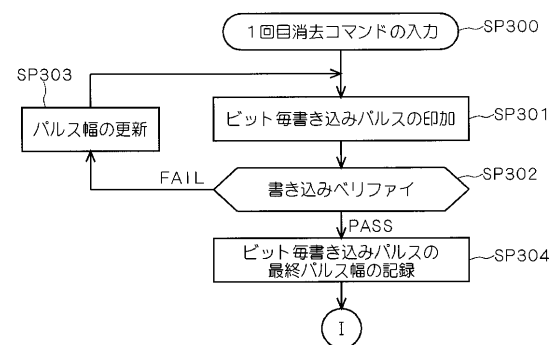 1回目消去コマンドの入力
SP300
SP303
パルス幅の更新
ビット毎書き込みパルスの印加
SP301
FAIL
書き込みベリファイ
SP302
PASS
ビット毎書き込みパルスの
最終パルス幅の記録
SP304
I